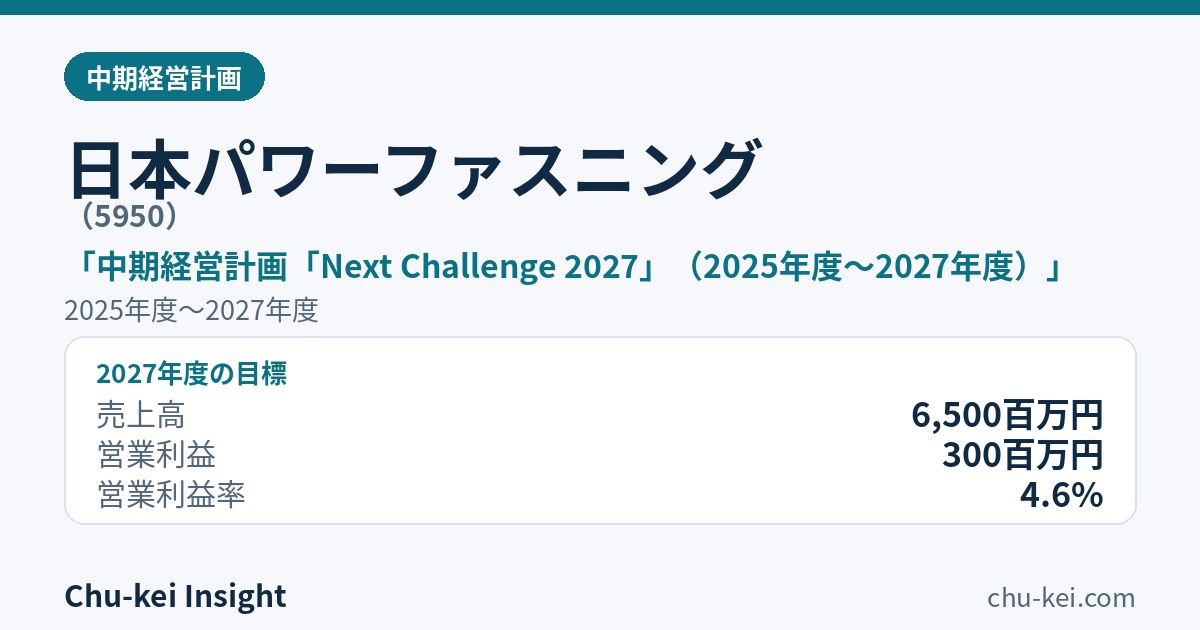 中期経営計画
日本パワーファスニング
（5950）
「中期経営計画「Next Challenge 2027」（2025年度～2027年度）」
2025年度～2027年度
2027年度の目標
売上高 6,500百万円
営業利益 300百万円
営業利益率 4.6%
Chu-kei Insight chu-kei.com